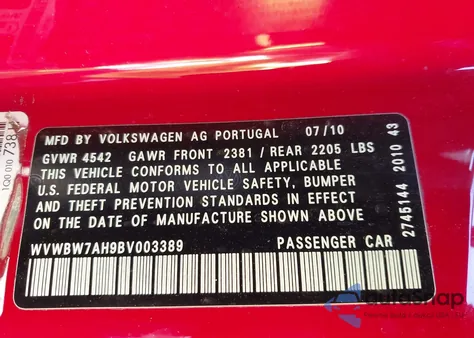 MFD BY VOLKSWAGEN AG PORTUGAL 07/10
GVWR 4542 GAWR FRONT 2381 / REAR 2205 LBS
THIS VEHICLE CONFORMS TO ALL APPLICABLE
U.S. FEDERAL MOTOR VEHICLE SAFETY, BUMPER
AND THEFT PREVENTION STANDARDS IN EFFECT
ON THE DATE OF MANUFACTURE SHOWN ABOVE
WVWBW7AH9BV003389 PASSENGER CAR
2745144 2010 43
1Q0 010 738
AutoSnap